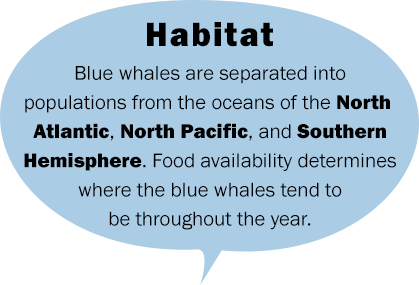 Habitat
Blue whales are separated into
populations from the oceans of the North
Atlantic, North Pacific, and Southern
Hemisphere. Food availability determines
where the blue whales tend to
be throughout the year.